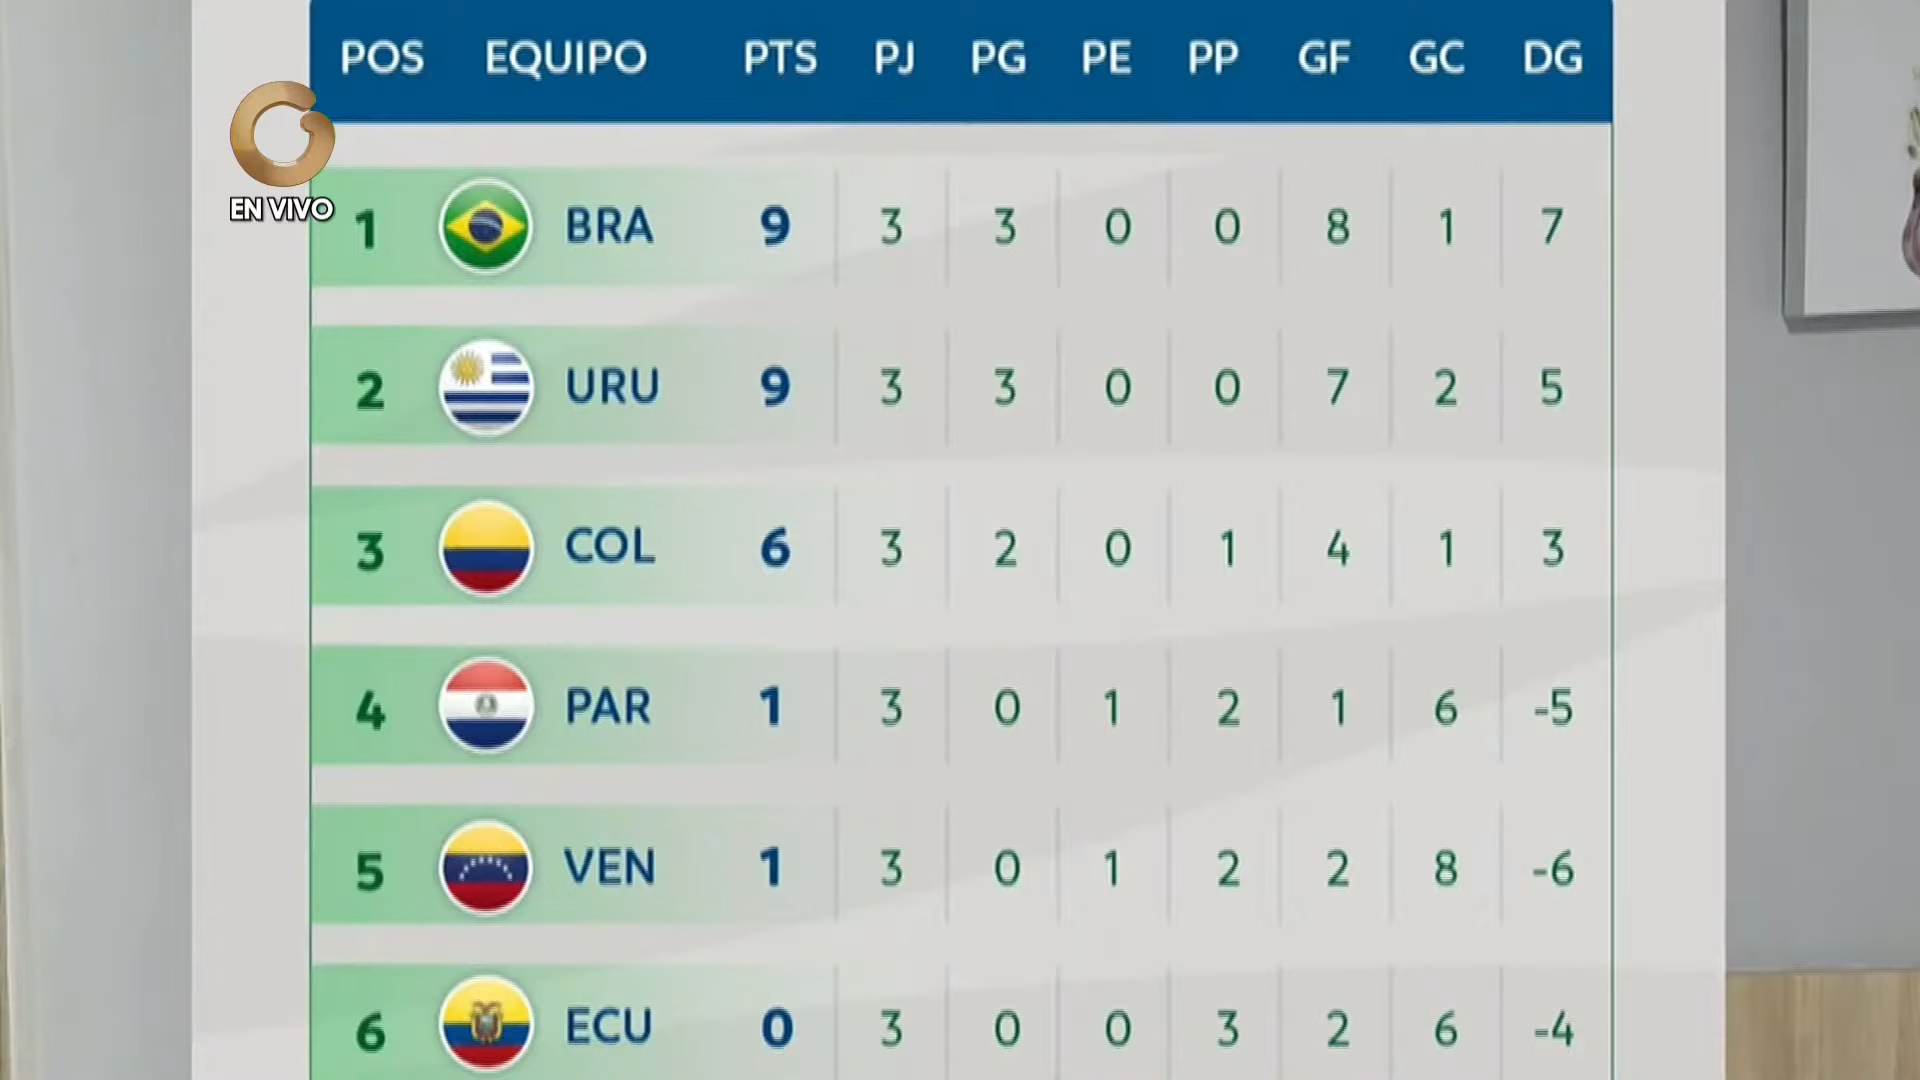 POS EQUIPO PTS PJ PG PE PP GF GC DG
EN VIVO
1 BRA 9 3 3 0 0 8 1 7
2 URU 9 3 3 0 0 7 2 5
3 COL 6 3 2 0 1 4 1 3
4 PAR 1 3 0 1 2 1 6 -5
5 VEN 1 3 0 1 2 2 8 -6
6 ECU 0 3 0 0 3 2 6 -4